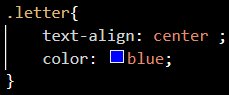 .letter{
    text-align: center ;
    color: blue;
}